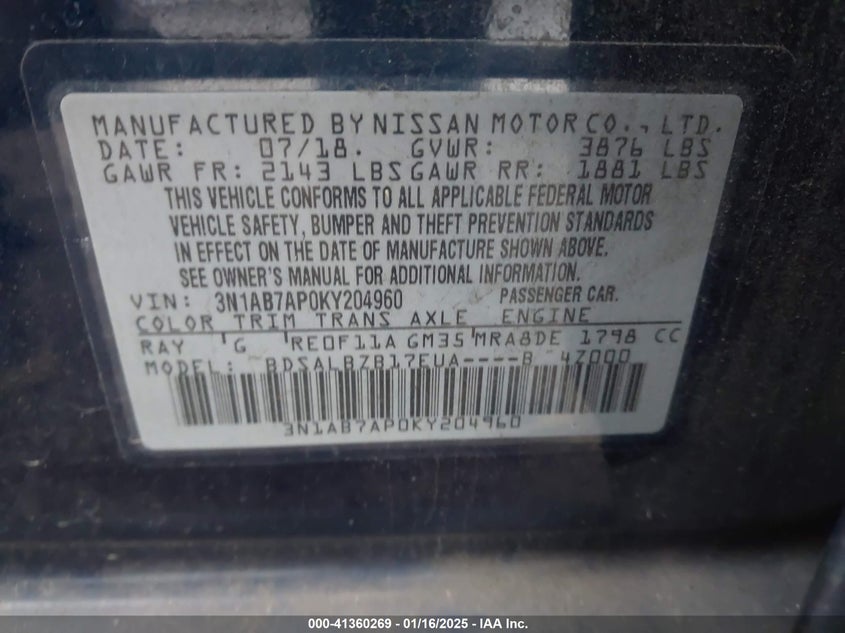 MANUFACTURED BY NISSAN MOTOR CO., LTD.
DATE: 07/18. GVWR: 3876 LBS
GAWR FR: 2143 LBS GAWR RR: 1881 LBS
THIS VEHICLE CONFORMS TO ALL APPLICABLE FEDERAL MOTOR
VEHICLE SAFETY, BUMPER AND THEFT PREVENTION STANDARDS
IN EFFECT ON THE DATE OF MANUFACTURE SHOWN ABOVE.
SEE OWNER'S MANUAL FOR ADDITIONAL INFORMATION.
VIN: 3N1AB7AP0KY204960 PASSENGER CAR.
COLOR TRIM TRANS AXLE ENGINE
RAY G RE0F11A GM35 MRA8DE 1798 CC
MODEL: BDSALBZB17EUA----B 4Z000
3N1AB7AP0KY204960
000-41360269 - 01/16/2025 - IAA Inc.